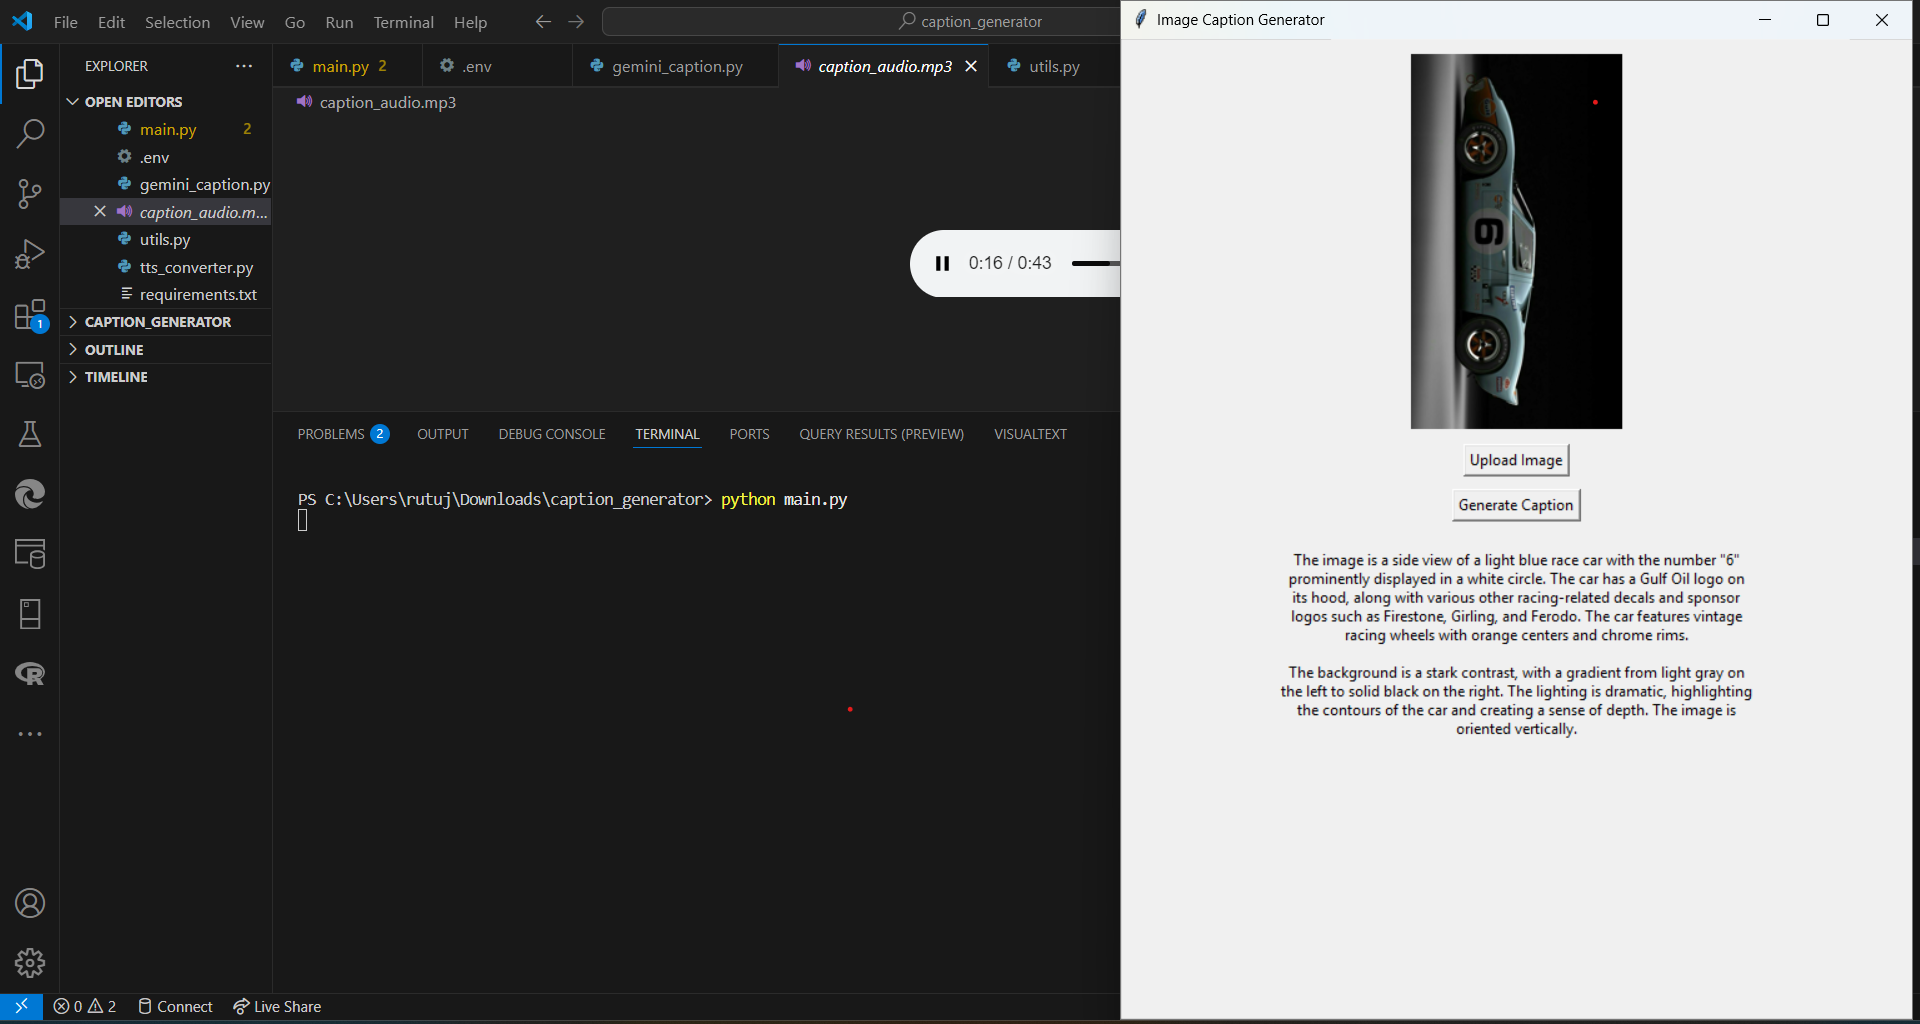 File Edit Selection View Go Run Terminal Help
caption_generator
Image Caption Generator
EXPLORER
main.py 2
.env
gemini_caption.py
caption_audio.mp3
utils.py
OPEN EDITORS
main.py 2
.env
gemini_caption.py
caption_audio.m...
utils.py
tts_converter.py
requirements.txt
CAPTION_GENERATOR
OUTLINE
TIMELINE
1
caption_audio.mp3
0:16 / 0:43
PROBLEMS 2 OUTPUT DEBUG CONSOLE TERMINAL PORTS QUERY RESULTS (PREVIEW) VISUALTEXT
PS C:\Users\rutuj\Downloads\caption_generator> python main.py
6
Upload Image
Generate Caption
The image is a side view of a light blue race car with the number "6"
prominently displayed in a white circle. The car has a Gulf Oil logo on
its hood, along with various other racing-related decals and sponsor
logos such as Firestone, Girling, and Ferodo. The car features vintage
racing wheels with orange centers and chrome rims.
The background is a stark contrast, with a gradient from light gray on
the left to solid black on the right. The lighting is dramatic, highlighting
the contours of the car and creating a sense of depth. The image is
oriented vertically.
0 2 Connect Live Share